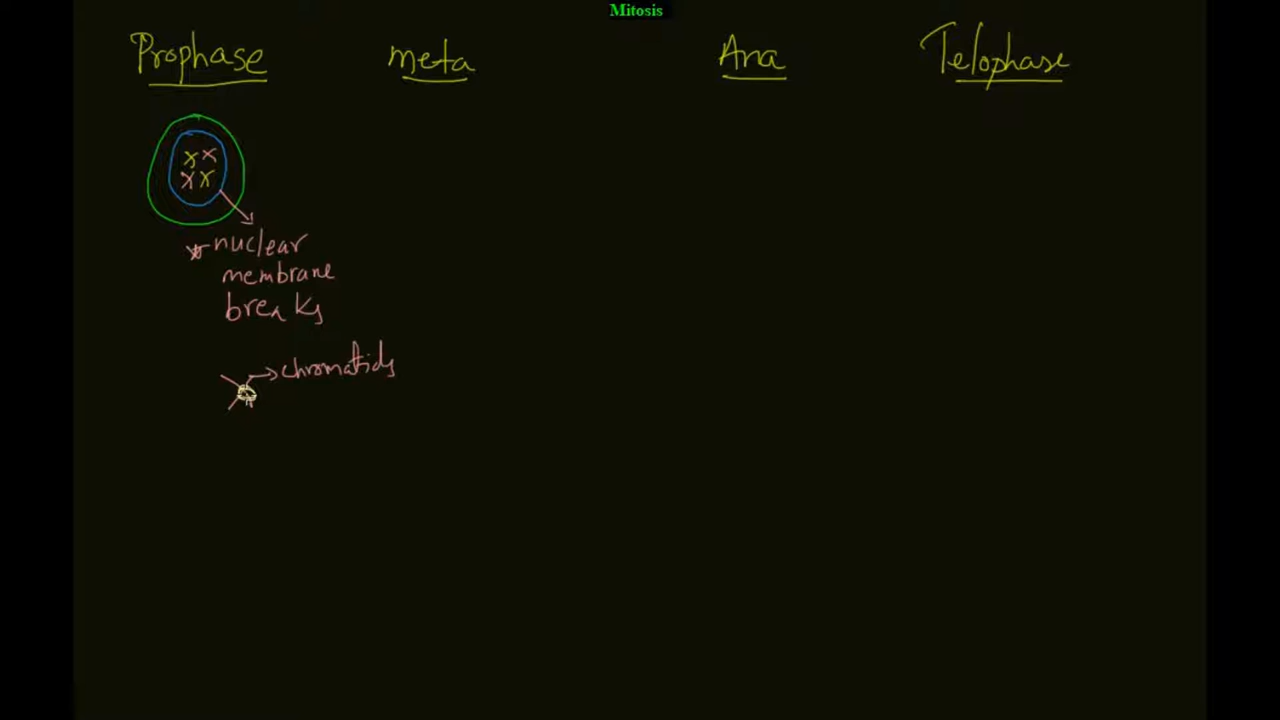 Mitosis
Prophase meta Ana Telophase
nuclear
membrane
breaks
chromatids